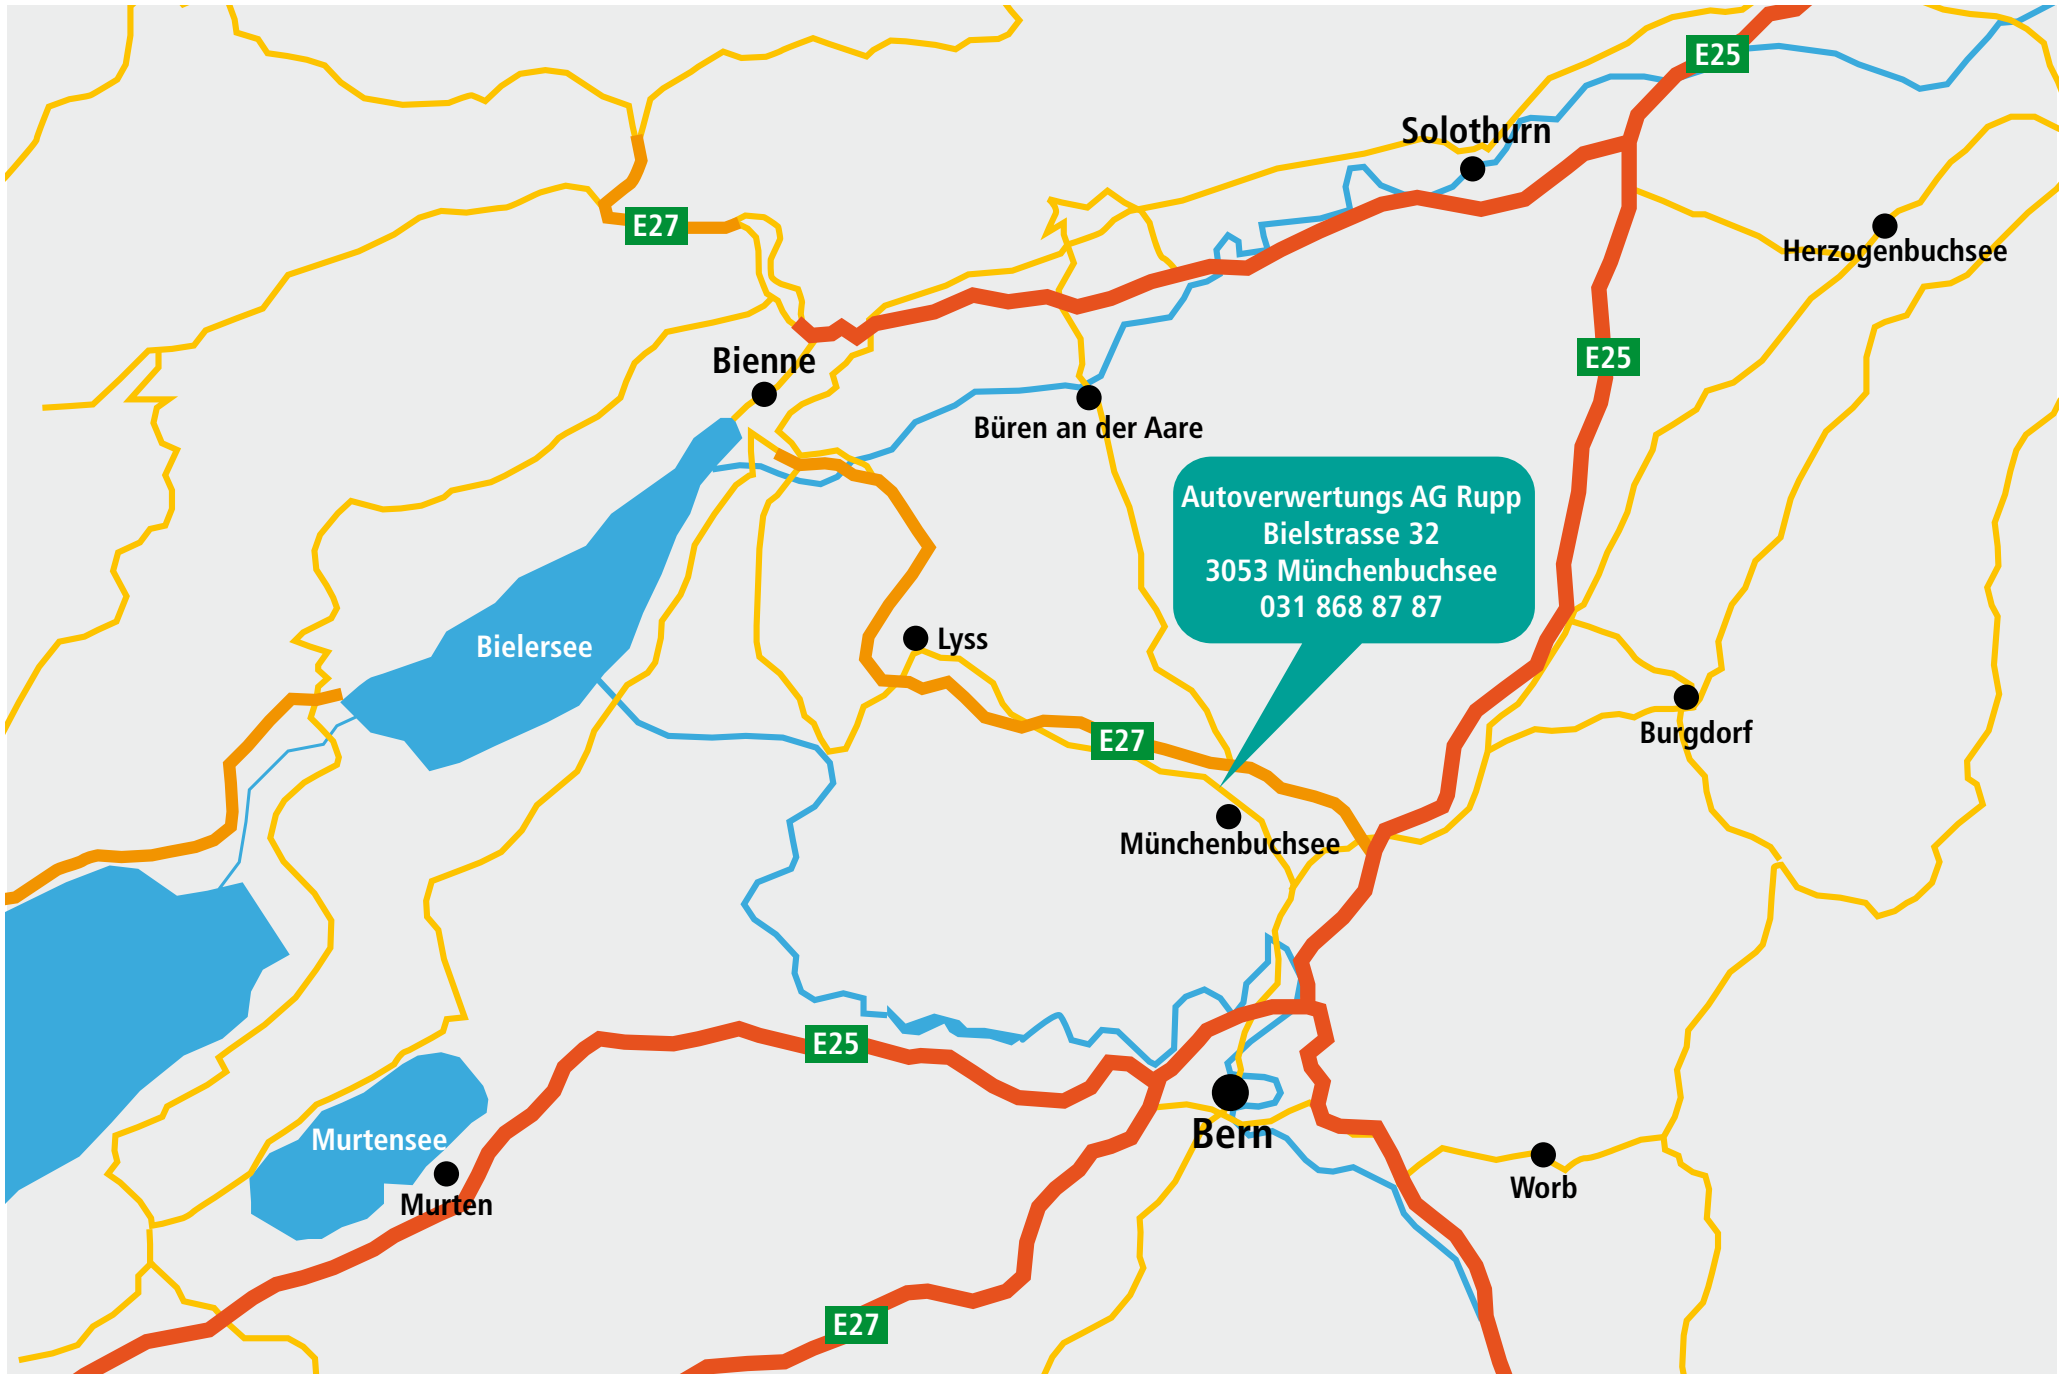 E25
Solothurn
E27
Herzogenbuchsee
Bienne
E25
Büren an der Aare
Autoverwertungs AG Rupp
Bielstrasse 32
3053 Münchenbuchsee
031 868 87 87
Bielersee
Lyss
E27
Burgdorf
Münchenbuchsee
E25
Bern
Murtensee
Murten
Worb
E27